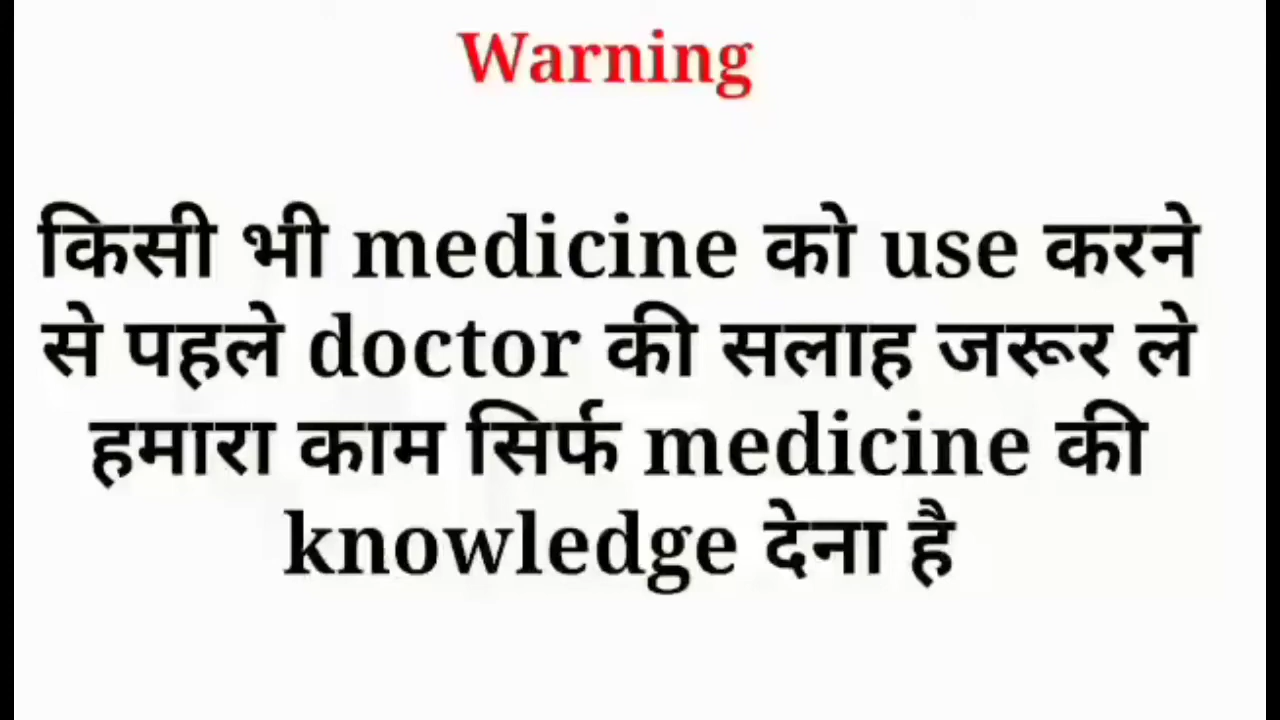 Warning
किसी भी medicine को use करने
से पहले doctor की सलाह जरूर ले
हमारा काम सिर्फ medicine की
knowledge देना है